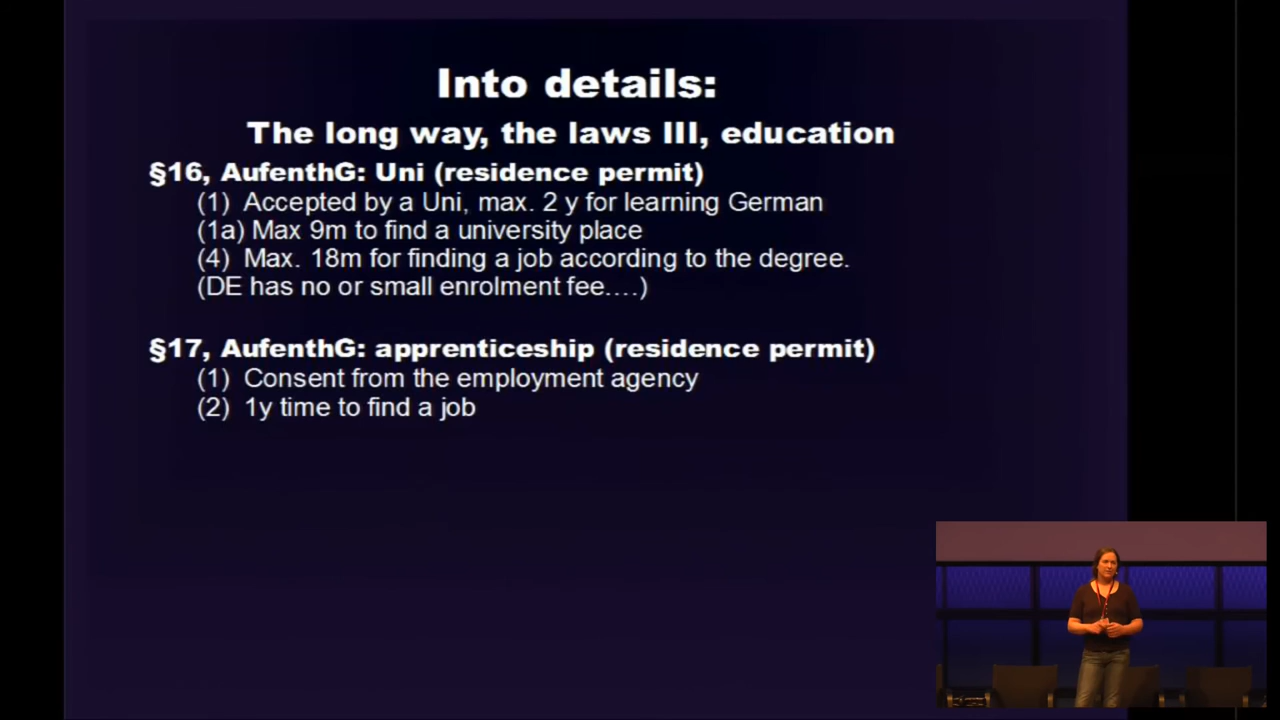 Into details:
The long way, the laws III, education
§16, AufenthG: Uni (residence permit)
(1) Accepted by a Uni, max. 2 y for learning German
(1a) Max 9m to find a university place
(4) Max. 18m for finding a job according to the degree.
(DE has no or small enrolment fee....)
§17, AufenthG: apprenticeship (residence permit)
(1) Consent from the employment agency
(2) 1y time to find a job